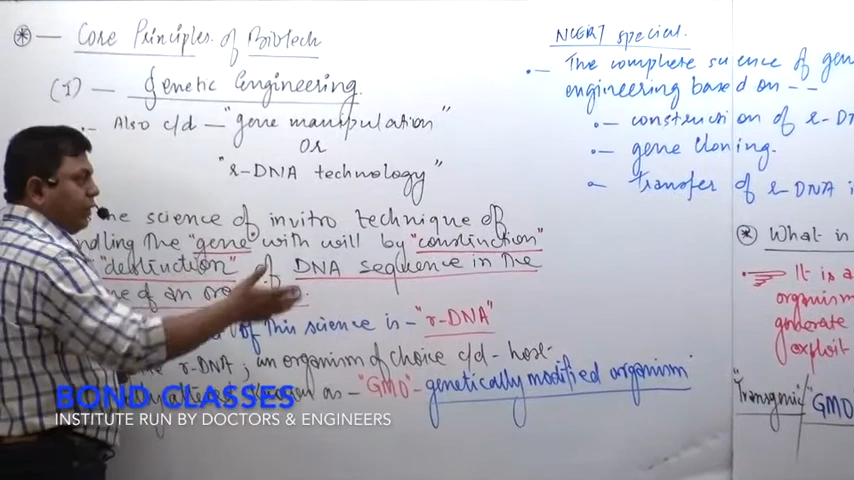 * — Core Principles of Biotech
(I) — Genetic Engineering
Also c/d — "gene manipulation"
OR
"r-DNA technology"
The science of invitro technique of
handling the "gene" with will by "construction"
"destruction" of DNA sequence in the
of an
of this science is - "r-DNA"
r-DNA, an organism of choice c/d - host
known as - "GMO" - genetically modified organism
NCERT special.
The complete science of gen
engineering based on - -
construction of r-D
gene cloning.
Transfer of r-DNA i
* What is
It is a
organism
generate
exploit
"Transgenic/"GMO
BOND CLASSES
INSTITUTE RUN BY DOCTORS & ENGINEERS